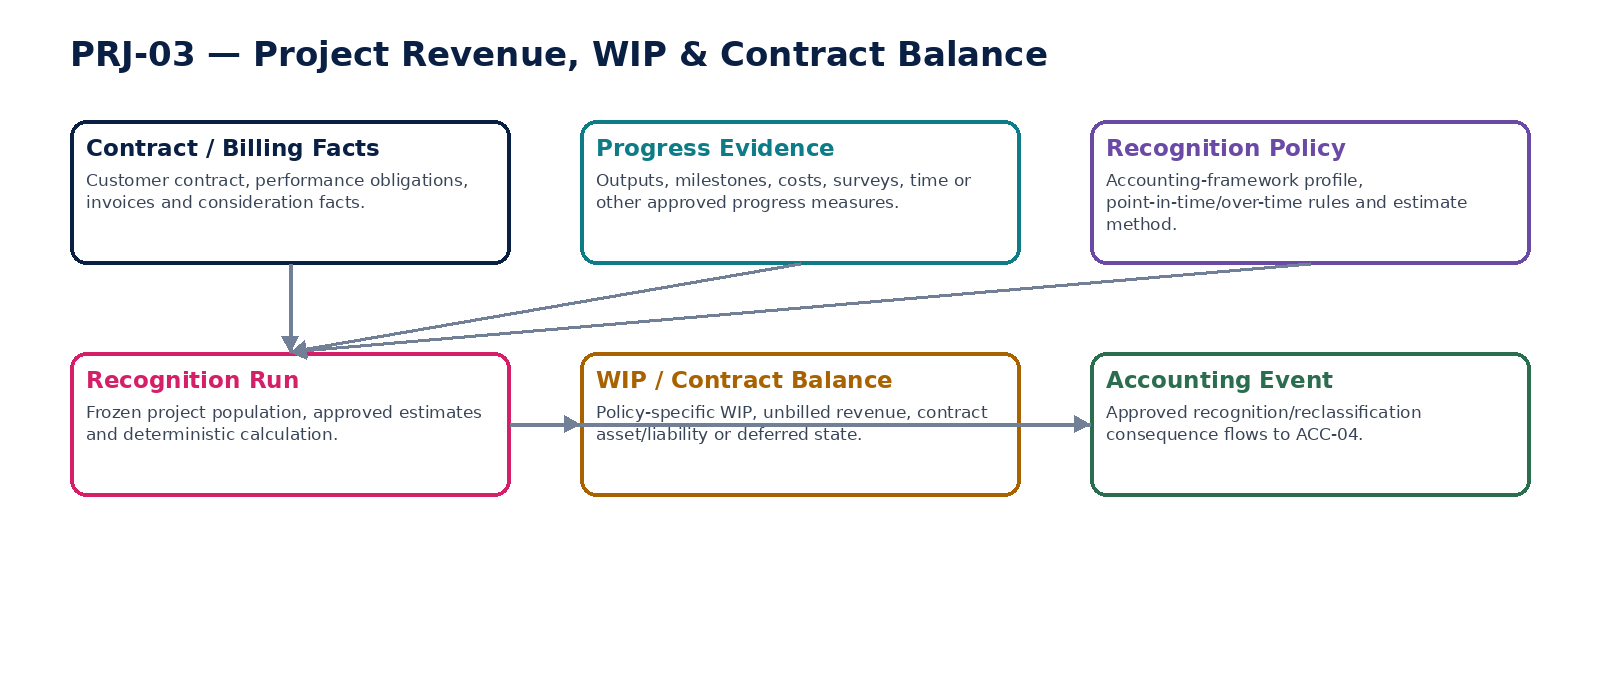 PRJ-03 — Project Revenue, WIP & Contract Balance
Contract / Billing Facts
Customer contract, performance obligations,
invoices and consideration facts.
Progress Evidence
Outputs, milestones, costs, surveys, time or
other approved progress measures.
Recognition Policy
Accounting-framework profile,
point-in-time/over-time rules and estimate
method.
Recognition Run
Frozen project population, approved estimates
and deterministic calculation.
WIP / Contract Balance
Policy-specific WIP, unbilled revenue, contract
asset/liability or deferred state.
Accounting Event
Approved recognition/reclassification
consequence flows to ACC-04.